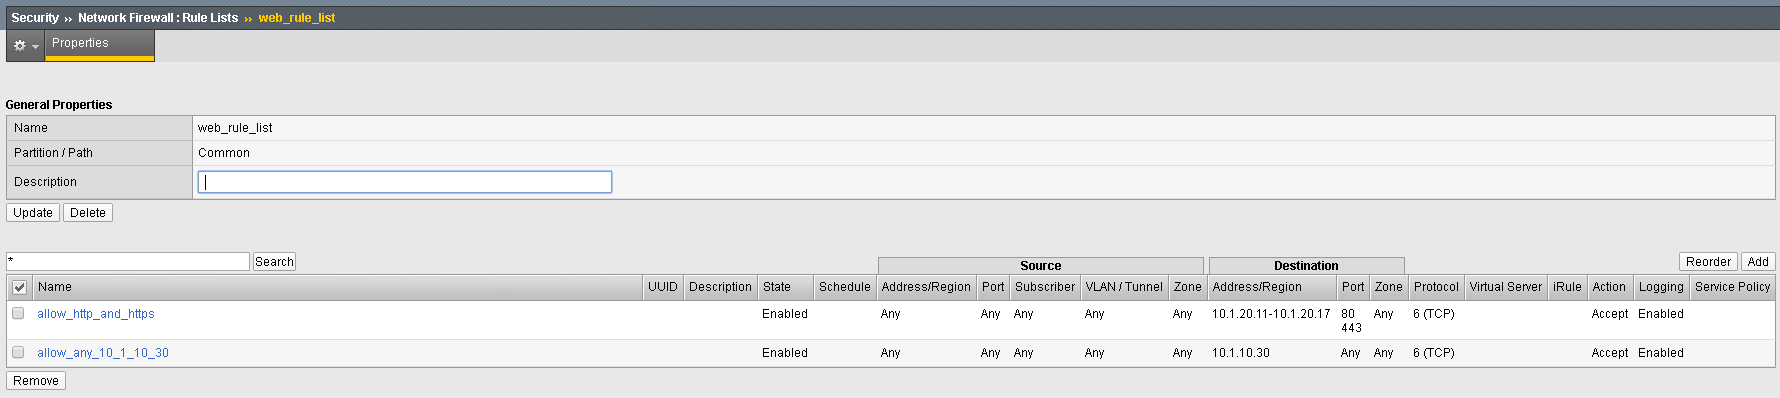 Security ›› Network Firewall : Rule Lists ›› web_rule_list
Properties
General Properties
Name web_rule_list
Partition / Path Common
Description
Update Delete
* Search Source Destination Reorder Add
Name UUID Description State Schedule Address/Region Port Subscriber VLAN / Tunnel Zone Address/Region Port Zone Protocol Virtual Server iRule Action Logging Service Policy
allow_http_and_https Enabled Any Any Any Any Any 10.1.20.11-10.1.20.17 80 Any 6 (TCP) Accept Enabled
443
allow_any_10_1_10_30 Enabled Any Any Any Any Any 10.1.10.30 Any Any 6 (TCP) Accept Enabled
Remove